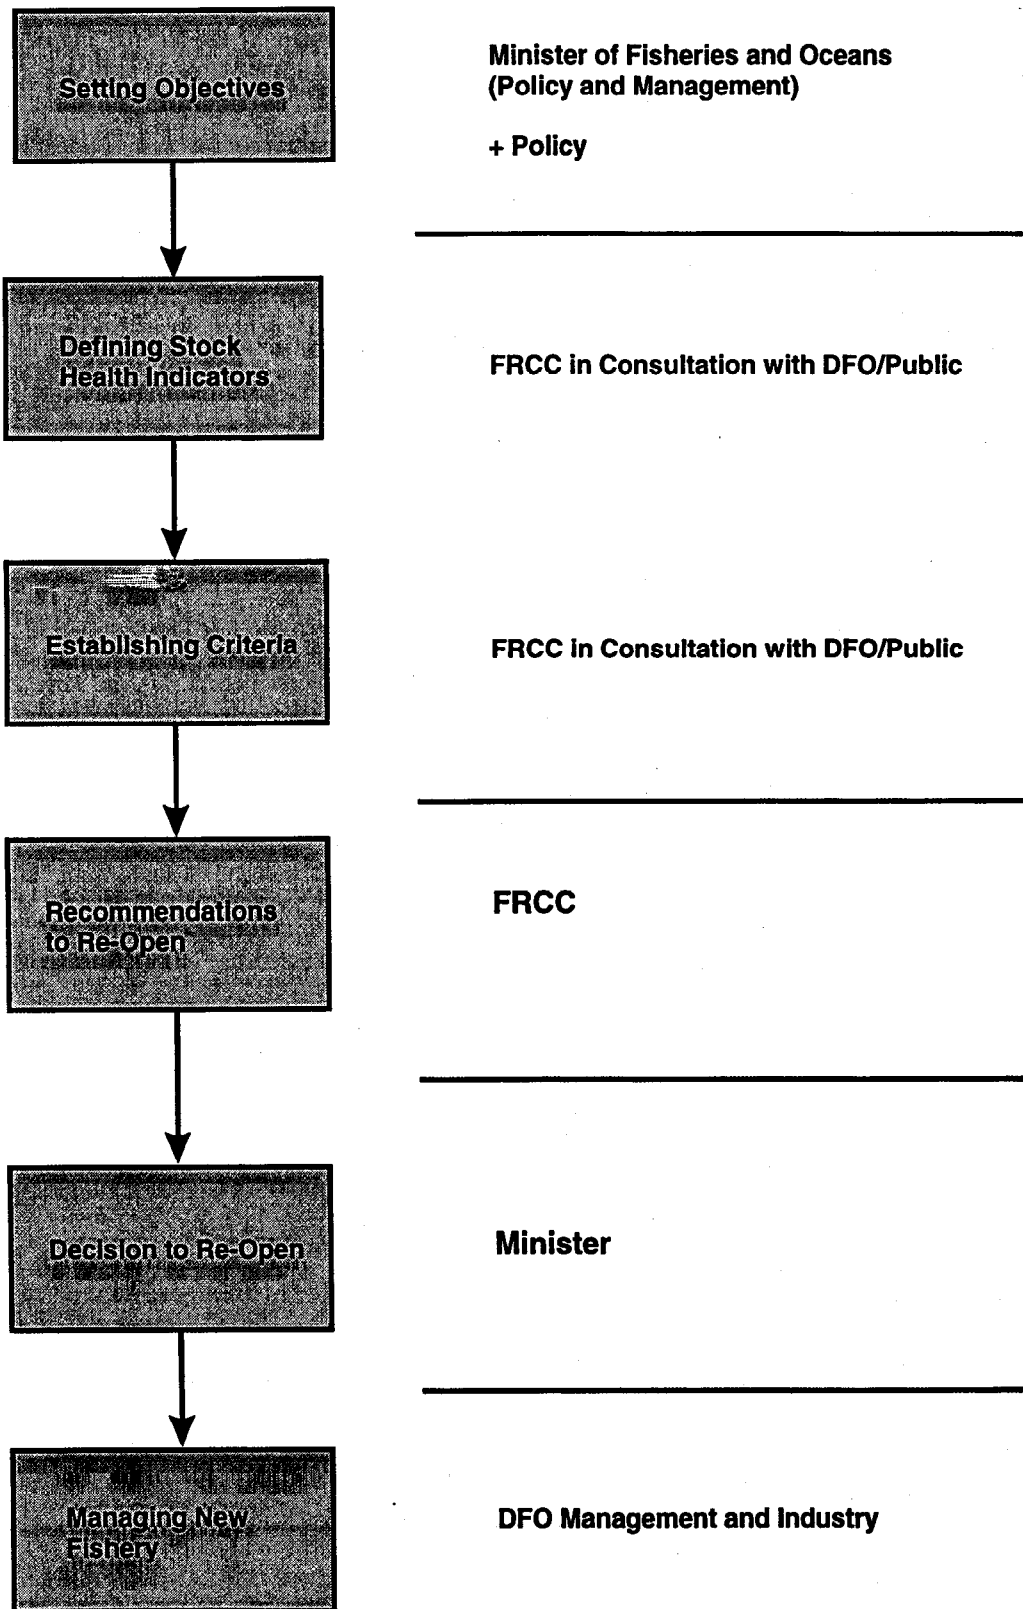 Setting Objectives
Minister of Fisheries and Oceans
(Policy and Management)
+ Policy
Defining Stock
Health Indicators
FRCC in Consultation with DFO/Public
Establishing Criteria
FRCC in Consultation with DFO/Public
Recommendations
to Re-Open
FRCC
Decision to Re-Open
Minister
Managing New
Fishery
DFO Management and Industry